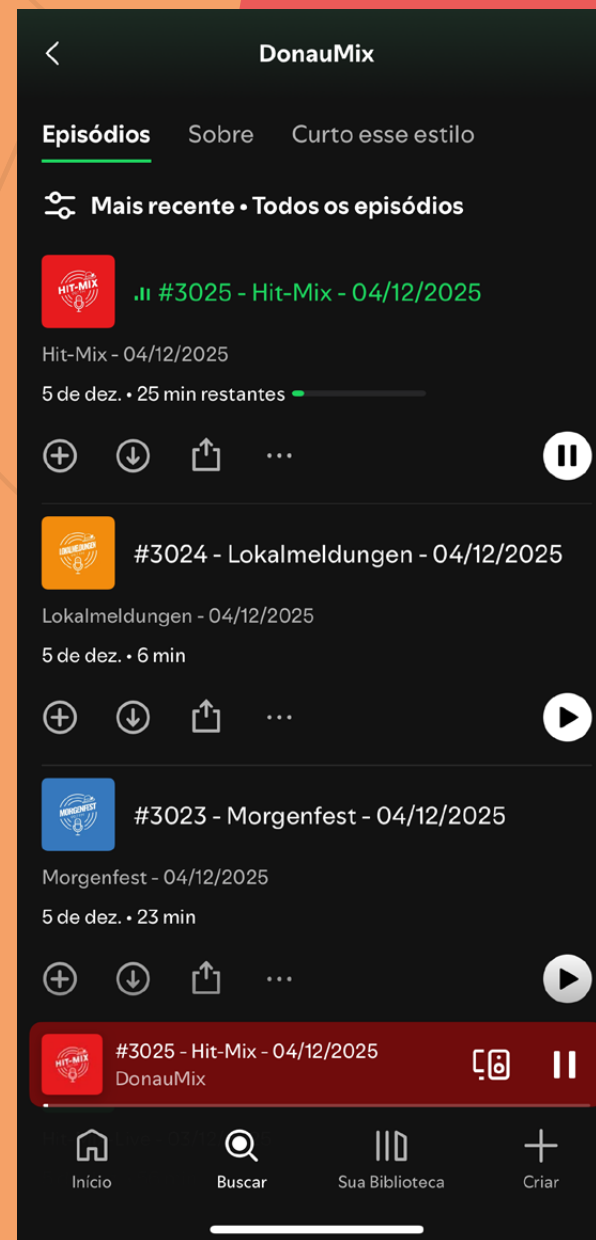 DonauMix
Episódios Sobre Curto esse estilo
Mais recente • Todos os episódios
HIT-MIX
#3025 - Hit-Mix - 04/12/2025
Hit-Mix - 04/12/2025
5 de dez. • 25 min restantes
LOKALMELDUNGEN
#3024 - Lokalmeldungen - 04/12/2025
Lokalmeldungen - 04/12/2025
5 de dez. • 6 min
MORGENFEST
#3023 - Morgenfest - 04/12/2025
Morgenfest - 04/12/2025
5 de dez. • 23 min
HIT-MIX
#3025 - Hit-Mix - 04/12/2025
DonauMix
Início Buscar Sua Biblioteca Criar